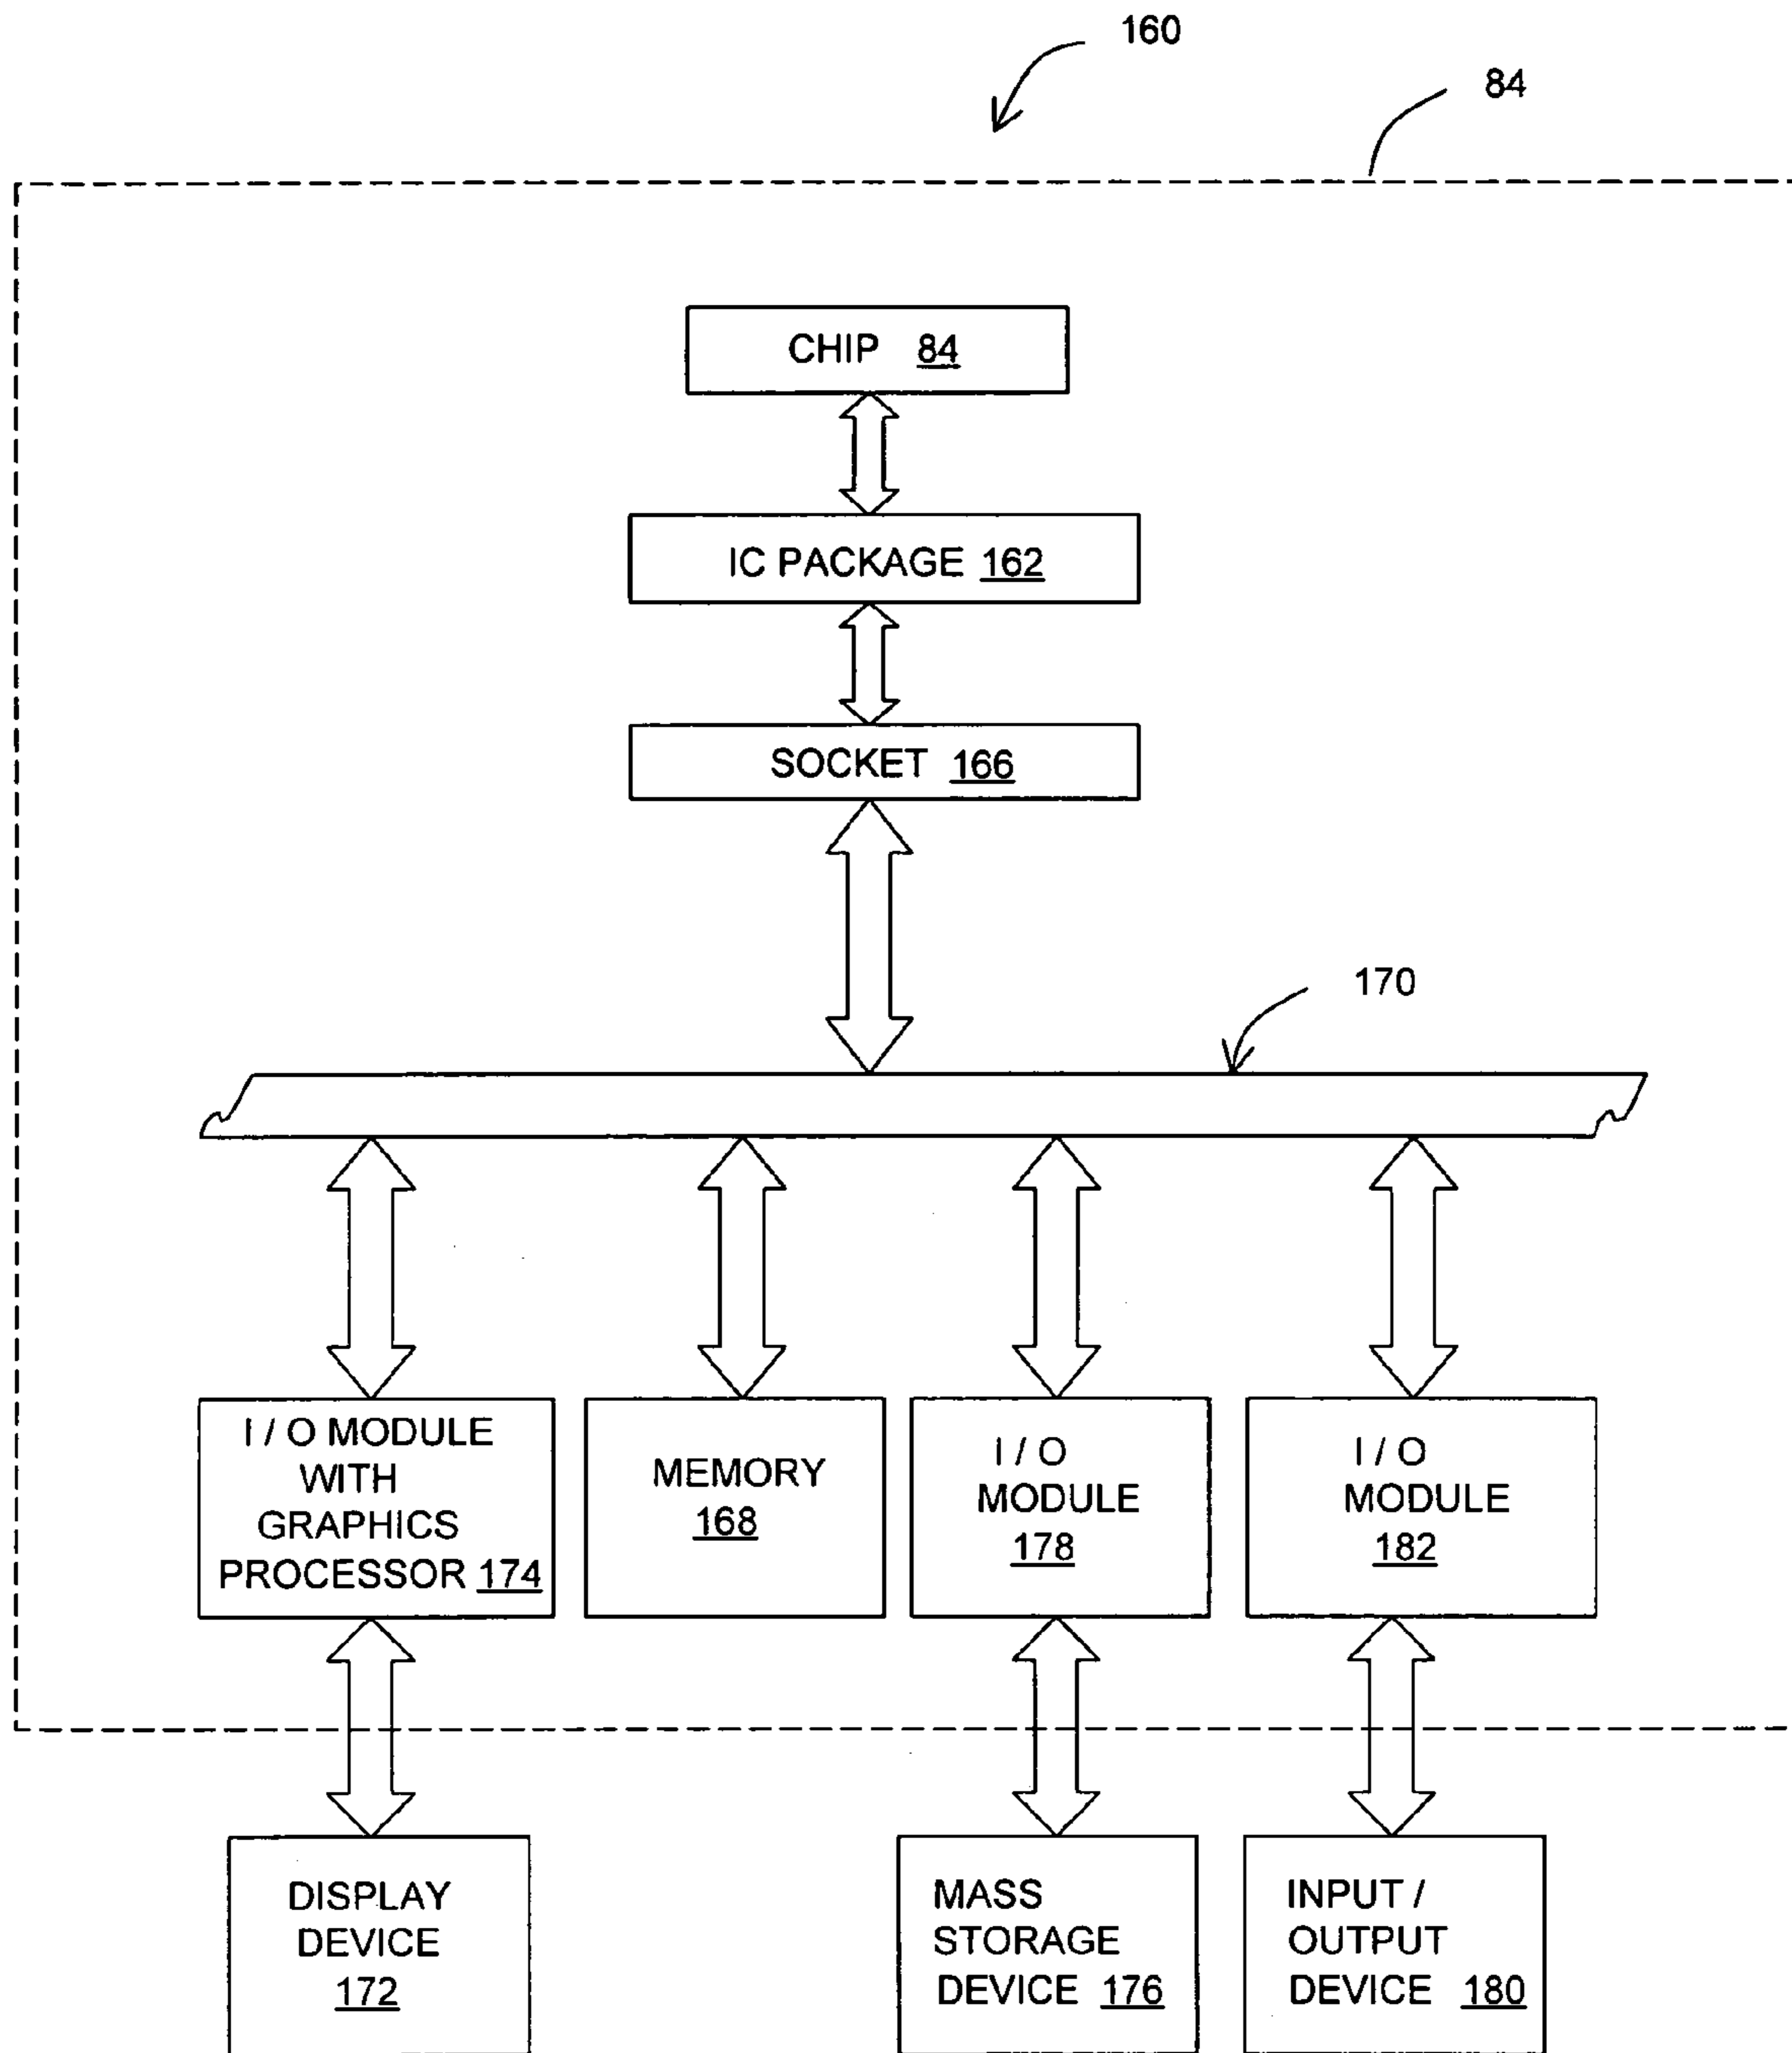 160
84
CHIP 84
IC PACKAGE 162
SOCKET 166
170
I / O MODULE
WITH
GRAPHICS
PROCESSOR 174
MEMORY
168
I / O
MODULE
178
I / O
MODULE
182
DISPLAY
DEVICE
172
MASS
STORAGE
DEVICE 176
INPUT /
OUTPUT
DEVICE 180